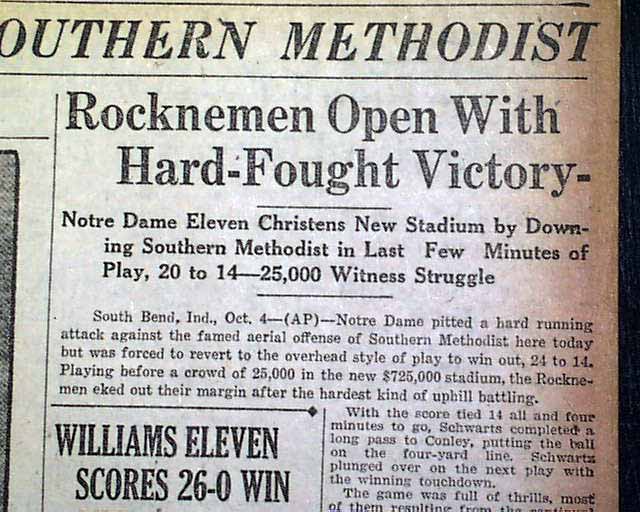 OUTHERN METHODIST
Rocknemen Open With
Hard-Fought Victory-
Notre Dame Eleven Christens New Stadium by Down-
ing Southern Methodist in Last Few Minutes of
Play, 20 to 14—25,000 Witness Struggle
South Bend, Ind., Oct. 4—(AP)—Notre Dame pitted a hard running
attack against the famed aerial offense of Southern Methodist here today
but was forced to revert to the overhead style of play to win out, 24 to 14.
Playing before a crowd of 25,000 in the new $725,000 stadium, the Rockne-
men eked out their margin after the hardest kind of uphill battling.
WILLIAMS ELEVEN
SCORES 26-0 WIN
With the score tied 14 all and four
minutes to go, Schwarts completed a
long pass to Conley, putting the ball
on the four-yard line. Schwartz
plunged over on the next play with
the winning touchdown.
The game was full of thrills, most
of them resulting from the continual